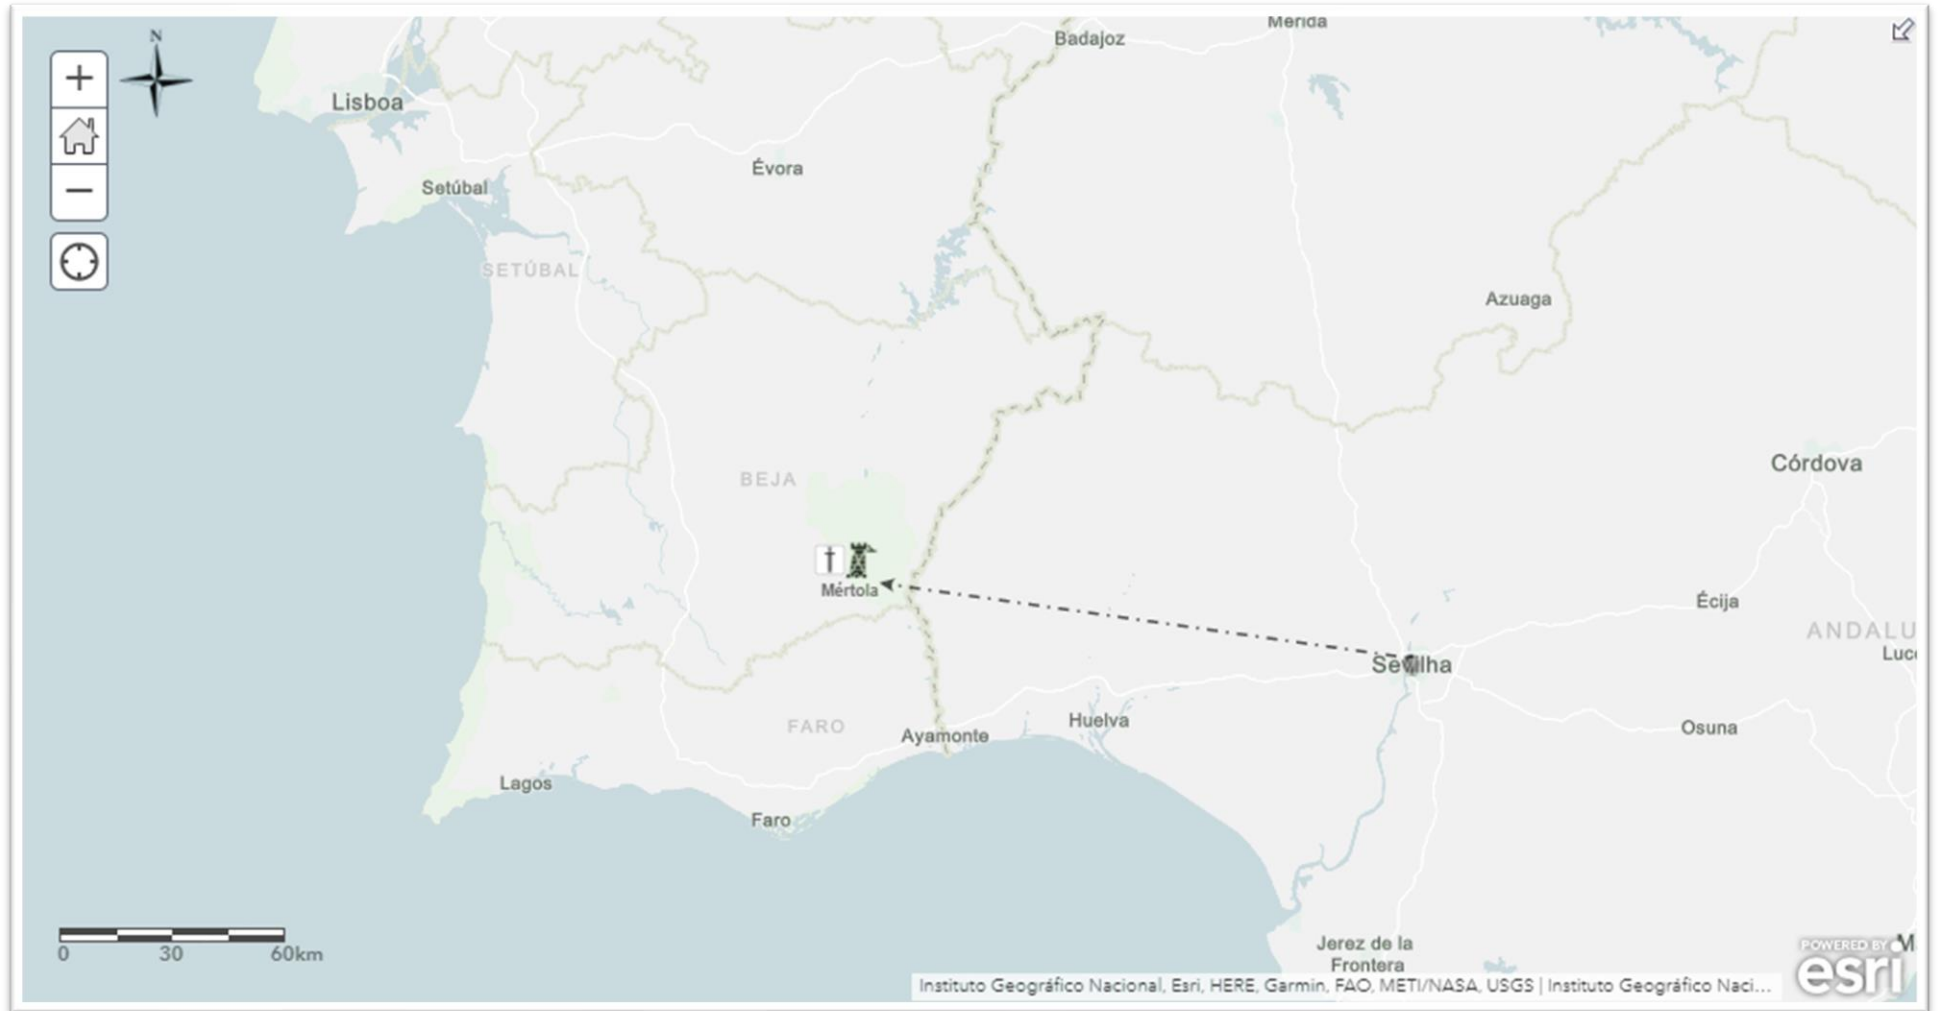 Mérida
Badajoz
N
+
Lisboa
Évora
Setúbal
SETÚBAL
Azuaga
Córdova
BEJA
Mértola
Écija
ANDALU
Luc
Sevilha
Huelva
Osuna
FARO
Ayamonte
Lagos
Faro
0 30 60km
Jerez de la
Frontera
POWERED BY
esri
M
Instituto Geográfico Nacional, Esri, HERE, Garmin, FAO, METI/NASA, USGS | Instituto Geográfico Naci...